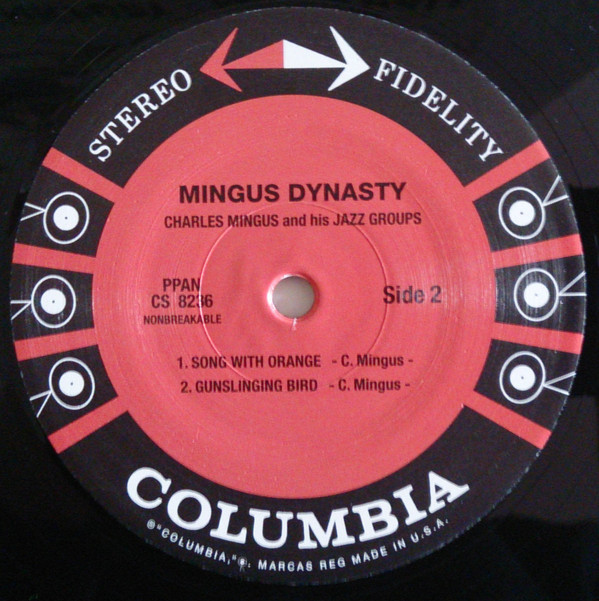 STEREO FIDELITY
MINGUS DYNASTY
CHARLES MINGUS and his JAZZ GROUPS
PPAN
CS 8236
NONBREAKABLE
Side 2
1. SONG WITH ORANGE - C. Mingus -
2. GUNSLINGING BIRD - C. Mingus -
COLUMBIA
®"COLUMBIA,"®. MARCAS REG MADE IN U.S.A.